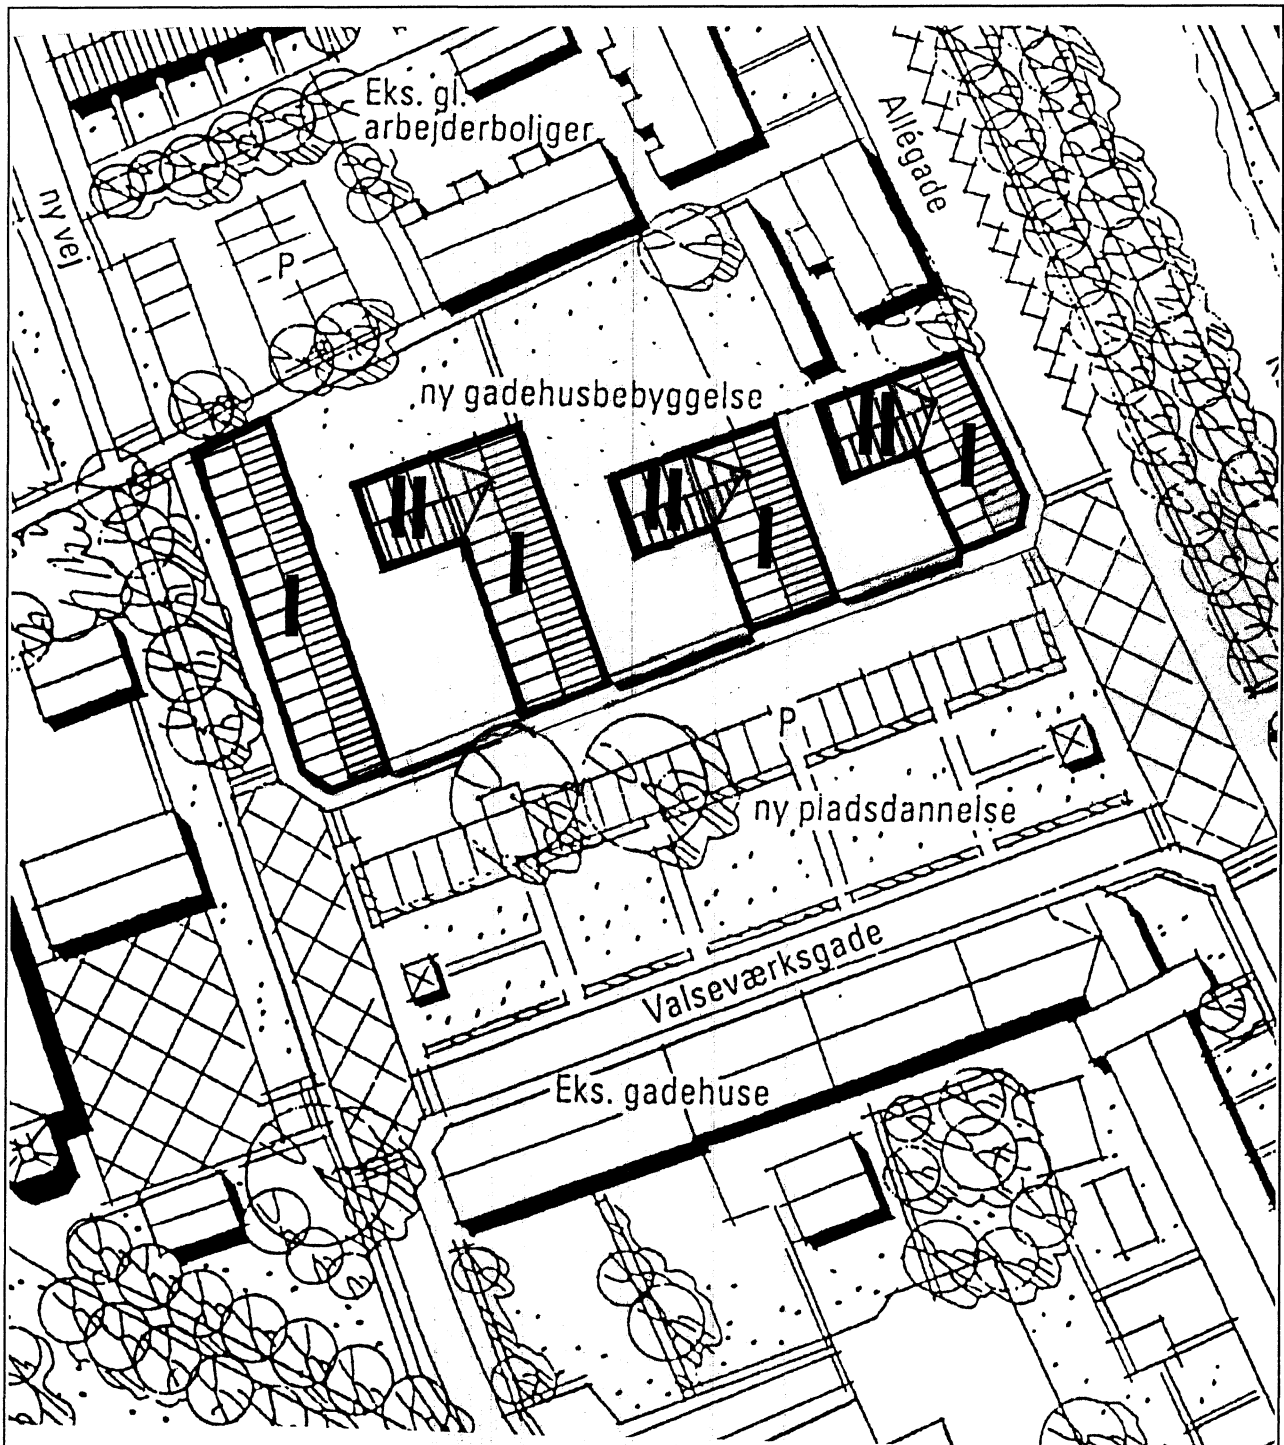 Eks. gl.
arbejderboliger
Allégade
ny vej
P
ny gadehusbebyggelse
P
ny pladsdannelse
Valseværksgade
Eks. gadehuse